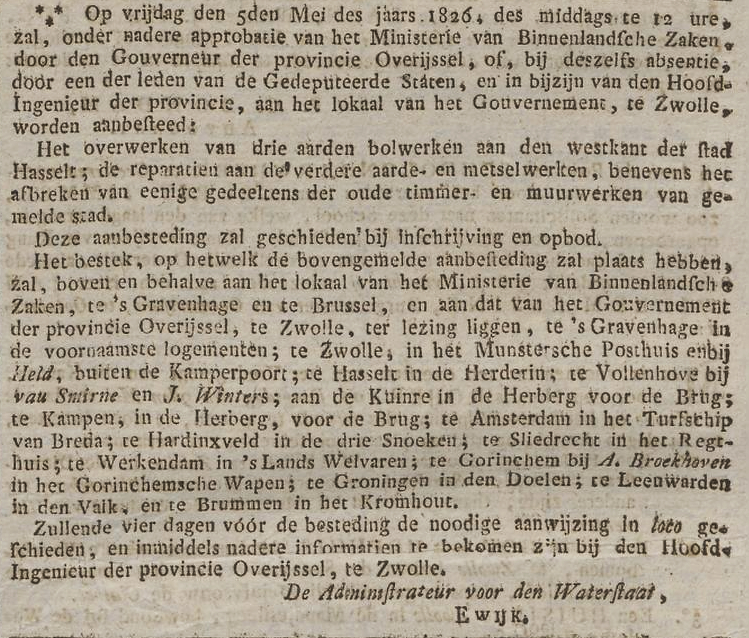 *⁎* Op vrijdag den 5den Mei des jaars 1826, des middags te 12 ure,
zal, onder nadere approbatie van het Ministerie van Binnenlandſche Zaken,
door den Gouverneur der provincie Overijsſel, of, bij deszelfs abſentie,
door een der leden van de Gedeputeerde Staten, en in bijzijn van den Hoofd-
Ingenieur der provincie, aan het lokaal van het Gouvernement, te Zwolle,
worden aanbeſteed:
Het overwerken van drie aarden bolwerken aan den westkant der ſtad
Hasſelt; de reparatien aan de verdere aarde- en metselwerken, benevens het
afbreken van eenige gedeeltens der oude timmer- en muurwerken van ge-
melde stad.
Deze aanbesteding zal geschieden bij inſchrijving en opbod.
Het bestek, op hetwelk de bovengemelde aanbeſteding zal plaats hebben,
zal, boven en behalve aan het lokaal van het Ministerie van Binnenlandſche
Zaken, te 's Gravenhage en te Brussel, en aan dat van het Gouvernement
der provincie Overijsſel, te Zwolle, ter lezing liggen, te 's Gravenhage in
de voornaamste logementen; te Zwolle, in het Munstersche Posthuis en bij
Held, buiten de Kamperpoort; te Hasſelt in de Herderin; te Vollenhove bij
van Smirne en J. Winters; aan de Kuinre in de Herberg voor de Brug;
te Kampen, in de Herberg, voor de Brug; te Amsterdam in het Turfſchip
van Breda; te Hardinxveld in de drie Snoeken; te Sliedrecht in het Regt-
huis; te Werkendam in 's Lands Welvaren; te Gorinchem bij A. Broekhoven
in het Gorinchemsche Wapen; te Groningen in den Doelen; te Leeuwarden
in den Valk, en te Brummen in het Kromhout.
Zullende vier dagen vóór de besteding de noodige aanwijzing in loco ge-
ſchieden, en inmiddels nadere informatien te bekomen zijn bij den Hoofd-
Ingenieur der provincie Overijsſel, te Zwolle.
De Adminiſtrateur voor den Waterſtaat,
EWIJK.